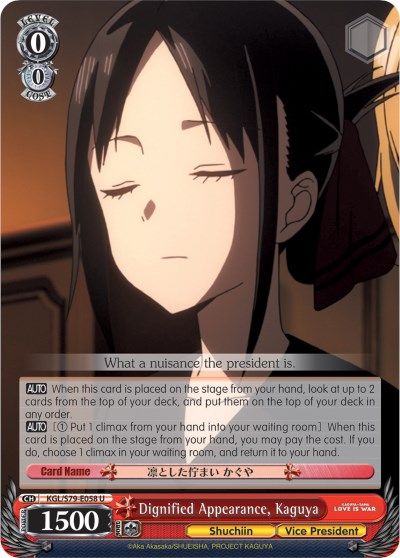 LEVEL
0
0
COST
What a nuisance the president is.
AUTO When this card is placed on the stage from your hand, look at up to 2
cards from the top of your deck, and put them on the top of your deck in
any order.
AUTO [① Put 1 climax from your hand into your waiting room] When this
card is placed on the stage from your hand, you may pay the cost. If you
do, choose 1 climax in your waiting room, and return it to your hand.
Card Name 凛とした佇まい かぐや
CH KGL/S79-E058 U
1500
Dignified Appearance, Kaguya
KAGUYA-SAMA
LOVE IS WAR
Shuchiin Vice President
©Aka Akasaka/SHUEISHA, PROJECT KAGUYA